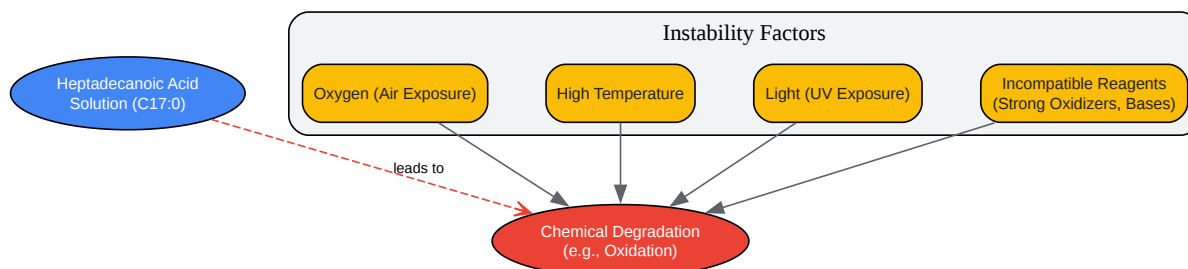 Instability Factors
Heptadecanoic Acid
Solution (C17:0)
Oxygen (Air Exposure)
High Temperature
Light (UV Exposure)
Incompatible Reagents
(Strong Oxidizers, Bases)
leads to
Chemical Degradation
(e.g., Oxidation)